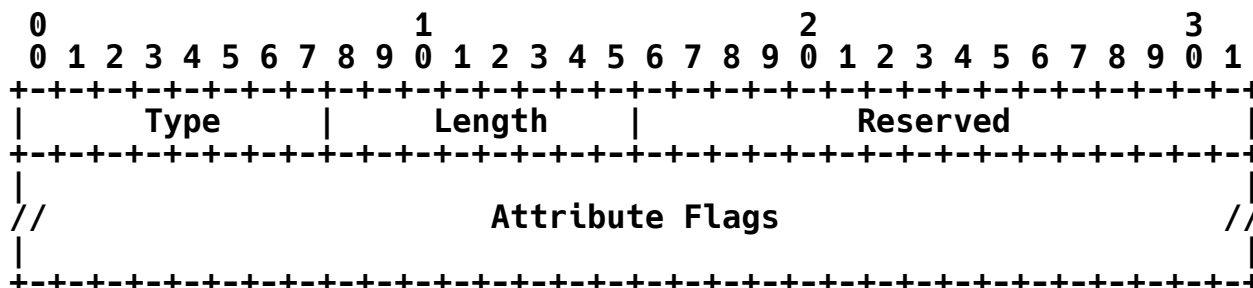 0                   1                   2                   3
 0 1 2 3 4 5 6 7 8 9 0 1 2 3 4 5 6 7 8 9 0 1 2 3 4 5 6 7 8 9 0 1
+-+-+-+-+-+-+-+-+-+-+-+-+-+-+-+-+-+-+-+-+-+-+-+-+-+-+-+-+-+-+-+-+
|      Type     |     Length    |           Reserved            |
+-+-+-+-+-+-+-+-+-+-+-+-+-+-+-+-+-+-+-+-+-+-+-+-+-+-+-+-+-+-+-+-+
|                                                               |
//                       Attribute Flags                       //
|                                                               |
+-+-+-+-+-+-+-+-+-+-+-+-+-+-+-+-+-+-+-+-+-+-+-+-+-+-+-+-+-+-+-+-+